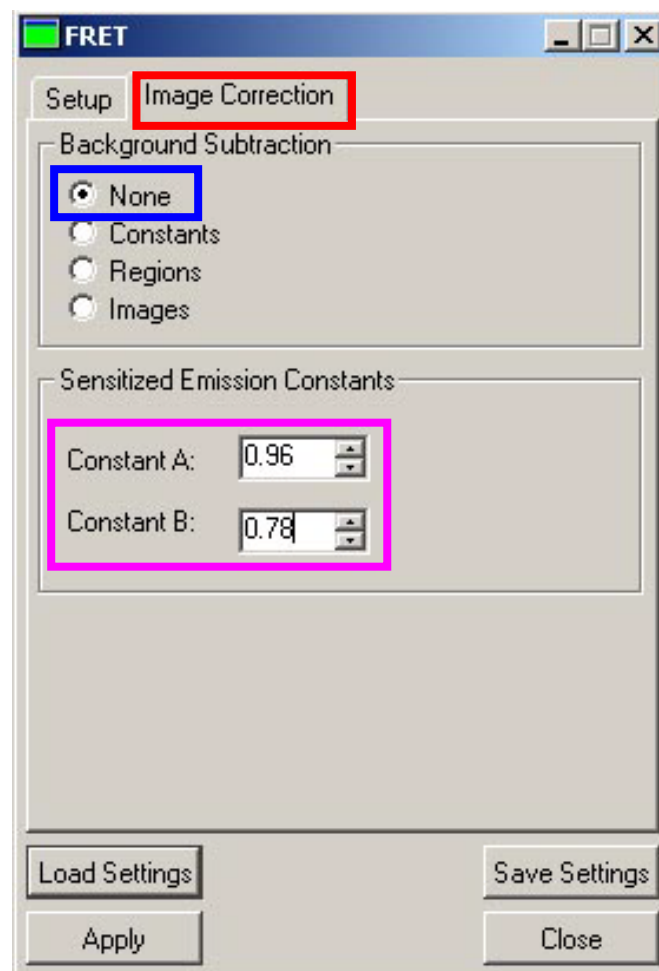 FRET
Setup Image Correction
Background Subtraction
None
Constants
Regions
Images
Sensitized Emission Constants
Constant A: 0.96
Constant B: 0.78
Load Settings Save Settings
Apply Close